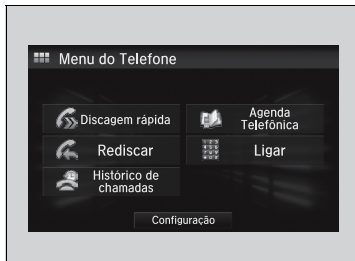 Menu do Telefone
Discagem rápida
Agenda
Telefônica
Rediscar
Ligar
Histórico de
chamadas
Configuração